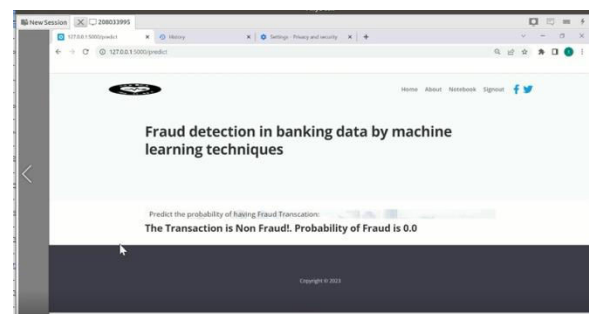 New Session
208033995
127.0.0.1:5000/predict
History
Settings - Privacy and security
127.0.0.1:5000/predict
Home About Notebook Signout
Fraud detection in banking data by machine
learning techniques
Predict the probability of having Fraud Transcation:
The Transaction is Non Fraud!. Probability of Fraud is 0.0
Copyright © 2023